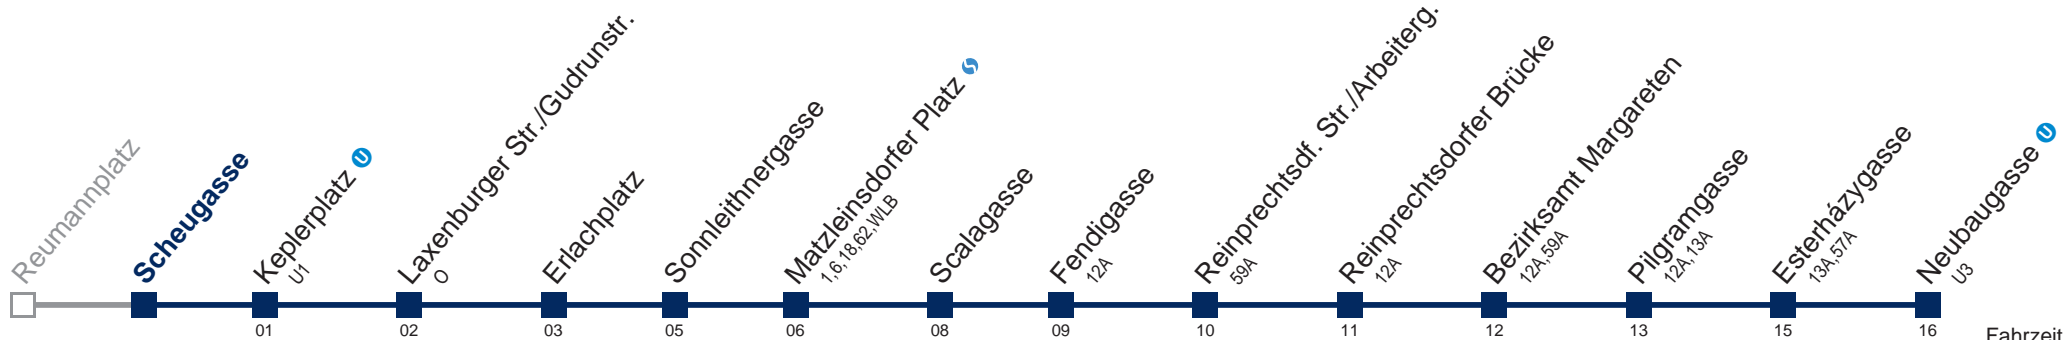 Reumannplatz
Scheugasse
Keplerplatz U
U1
01
Laxenburger Str./Gudrunstr.
O
02
Erlachplatz
03
Sonnleithnergasse
05
Matzleinsdorfer Platz S
1,6,18,62,WLB
06
Scalagasse
08
Fendigasse
12A
09
Reinprechtsdf. Str./Arbeiterg.
59A
10
Reinprechtsdorfer Brücke
12A
11
Bezirksamt Margareten
12A,59A
12
Pilgramgasse
12A,13A
13
Esterházygasse
13A,57A
15
Neubaugasse U
U3
16
Fahrzeit